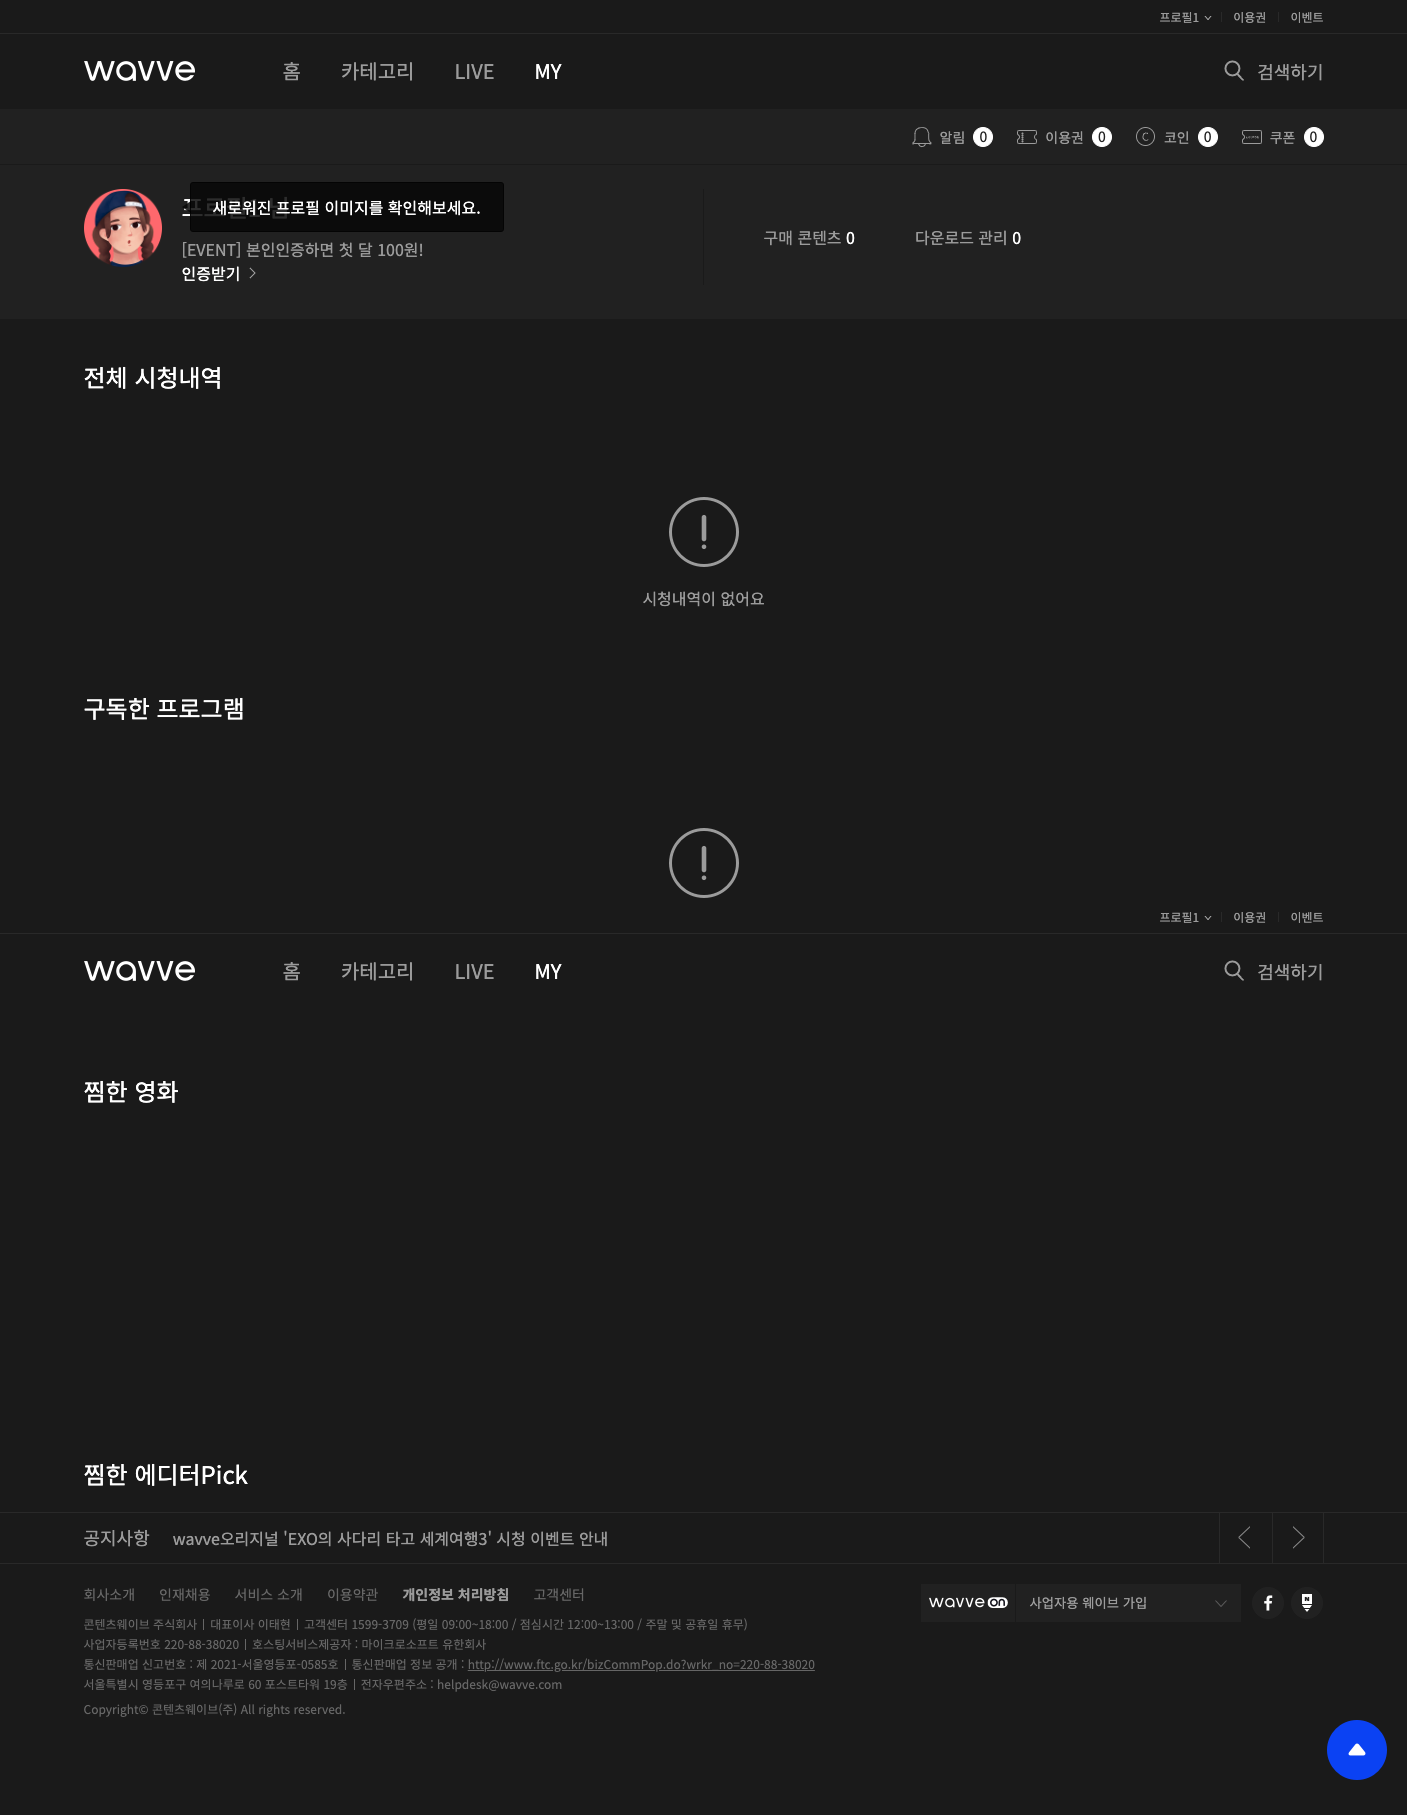 프로필1 이용권 이벤트
wavve 홈 카테고리 LIVE MY 검색하기
알림 0 이용권 0 코인 0 쿠폰 0
새로워진 프로필 이미지를 확인해보세요.
[EVENT] 본인인증하면 첫 달 100원!
인증받기
구매 콘텐츠 0 다운로드 관리 0
전체 시청내역
시청내역이 없어요
구독한 프로그램
프로필1 이용권 이벤트
wavve 홈 카테고리 LIVE MY 검색하기
찜한 영화
찜한 에디터Pick
공지사항 wavve오리지널 'EXO의 사다리 타고 세계여행3' 시청 이벤트 안내
회사소개 인재채용 서비스 소개 이용약관 개인정보 처리방침 고객센터
wavve on 사업자용 웨이브 가입
콘텐츠웨이브 주식회사 | 대표이사 이태현 | 고객센터 1599-3709 (평일 09:00~18:00 / 점심시간 12:00~13:00 / 주말 및 공휴일 휴무)
사업자등록번호 220-88-38020 | 호스팅서비스제공자 : 마이크로소프트 유한회사
통신판매업 신고번호 : 제 2021-서울영등포-0585호 | 통신판매업 정보 공개 : http://www.ftc.go.kr/bizCommPop.do?wrkr_no=220-88-38020
서울특별시 영등포구 여의나루로 60 포스트타워 19층 | 전자우편주소 : helpdesk@wavve.com
Copyright© 콘텐츠웨이브(주) All rights reserved.